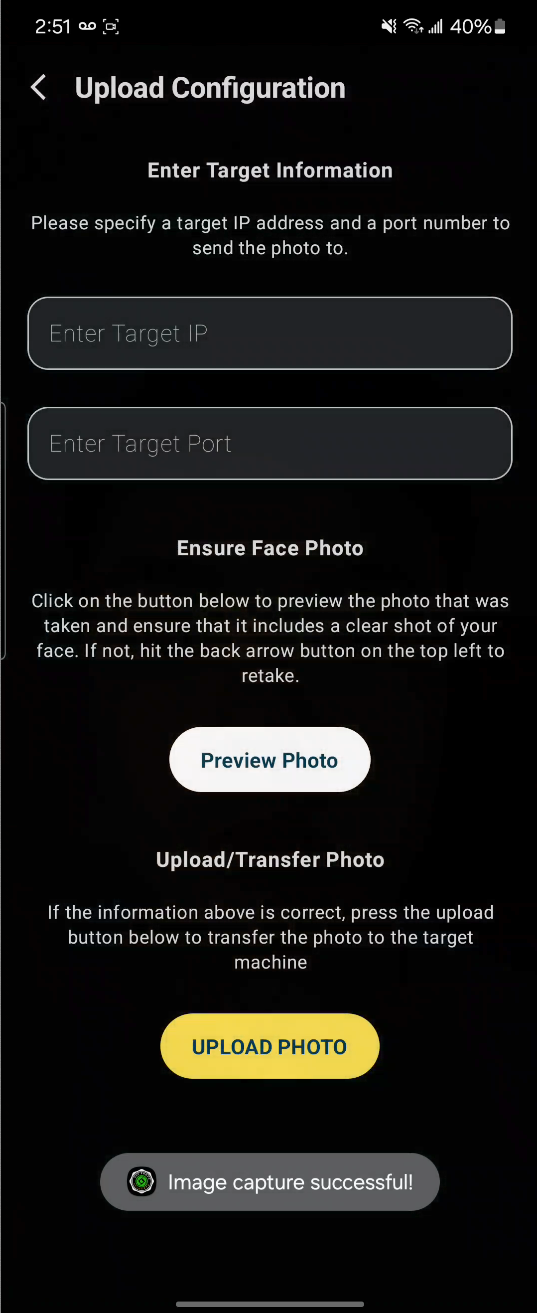 2:51 40%
Upload Configuration
Enter Target Information
Please specify a target IP address and a port number to
send the photo to.
Enter Target IP
Enter Target Port
Ensure Face Photo
Click on the button below to preview the photo that was
taken and ensure that it includes a clear shot of your
face. If not, hit the back arrow button on the top left to
retake.
Preview Photo
Upload/Transfer Photo
If the information above is correct, press the upload
button below to transfer the photo to the target
machine
UPLOAD PHOTO
Image capture successful!